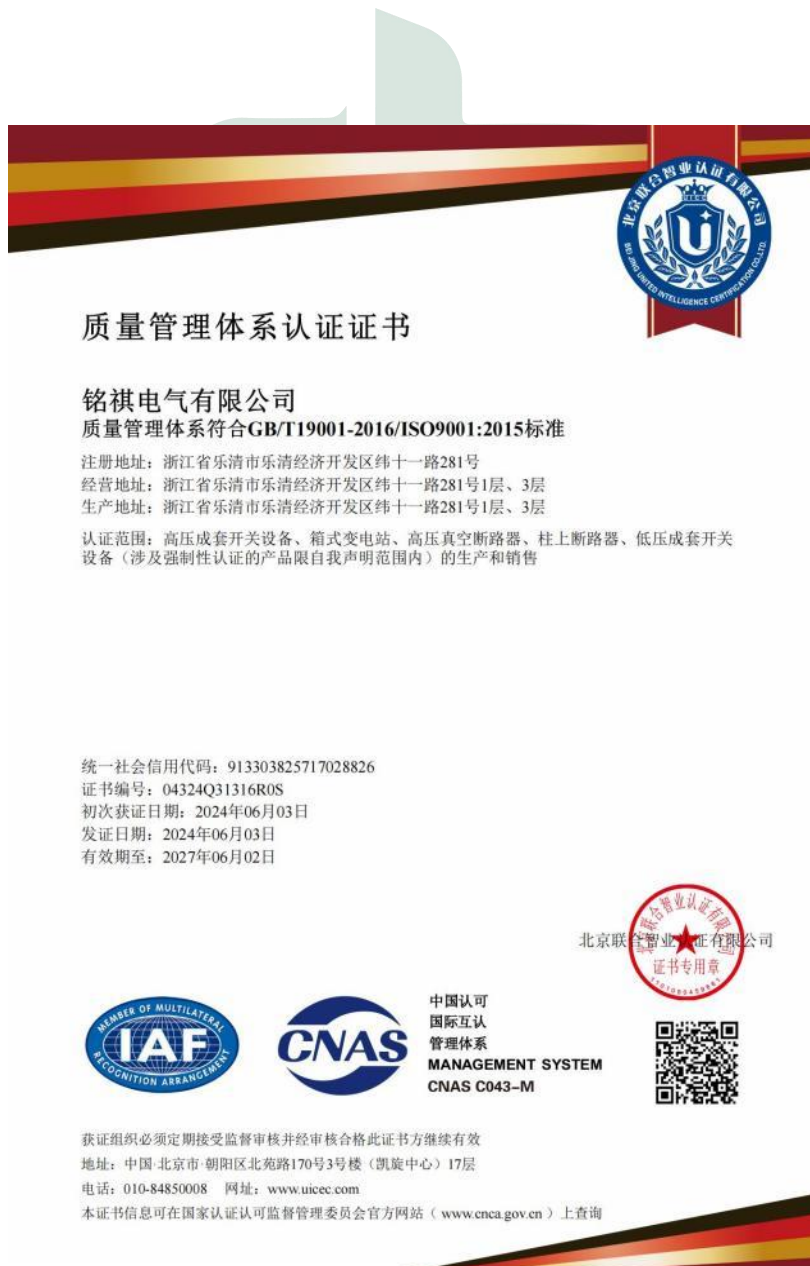 北京联合智业认证有限公司
UICC
BEI JING UNITED INTELLIGENCE CERTIFICATION CO.,LTD.
质量管理体系认证证书
铭祺电气有限公司
质量管理体系符合GB/T19001-2016/ISO9001:2015标准
注册地址：浙江省乐清市乐清经济开发区纬十一路281号
经营地址：浙江省乐清市乐清经济开发区纬十一路281号1层、3层
生产地址：浙江省乐清市乐清经济开发区纬十一路281号1层、3层
认证范围：高压成套开关设备、箱式变电站、高压真空断路器、柱上断路器、低压成套开关
设备（涉及强制性认证的产品限自我声明范围内）的生产和销售
统一社会信用代码：913303825717028826
证书编号：04324Q31316R0S
初次获证日期：2024年06月03日
发证日期：2024年06月03日
有效期至：2027年06月02日
北京联合智业认证有限公司
北京联合智业认证有限公司
证书专用章
MEMBER OF MULTILATERAL
IAF
RECOGNITION ARRANGEMENT
CNAS
中国认可
国际互认
管理体系
MANAGEMENT SYSTEM
CNAS C043-M
获证组织必须定期接受监督审核并经审核合格此证书方继续有效
地址：中国·北京市·朝阳区北苑路170号3号楼（凯旋中心）17层
电话：010-84850008 网址：www.uicec.com
本证书信息可在国家认证认可监督管理委员会官方网站（www.cnca.gov.cn）上查询